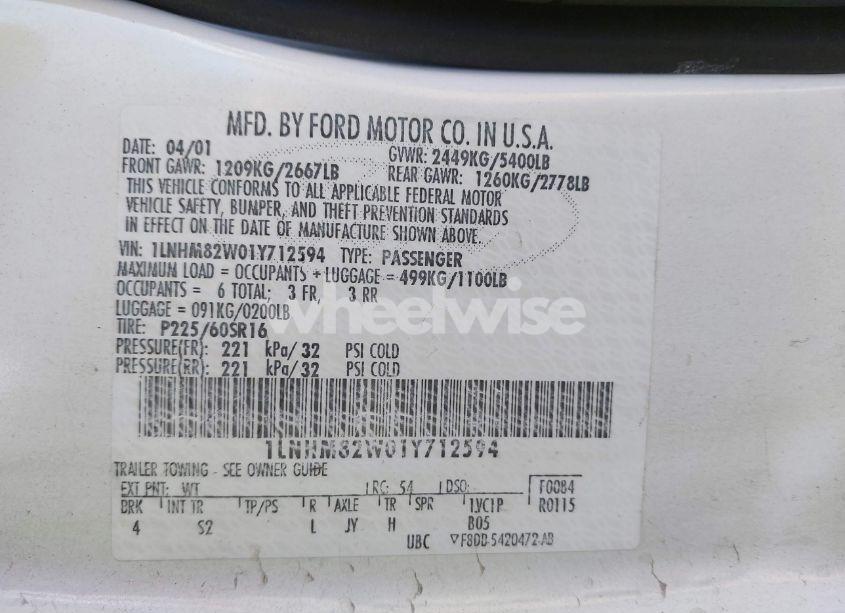 MFD. BY FORD MOTOR CO. IN U.S.A.
DATE: 04/01 GVWR: 2449KG/5400LB
FRONT GAWR: 1209KG/2667LB REAR GAWR: 1260KG/2778LB
THIS VEHICLE CONFORMS TO ALL APPLICABLE FEDERAL MOTOR
VEHICLE SAFETY, BUMPER, AND THEFT PREVENTION STANDARDS
IN EFFECT ON THE DATE OF MANUFACTURE SHOWN ABOVE.
VIN: 1LNHM82W01Y712594 TYPE: PASSENGER
MAXIMUM LOAD = OCCUPANTS + LUGGAGE = 499KG/1100LB
OCCUPANTS = 6 TOTAL; 3 FR, 3 RR
LUGGAGE = 091KG/0200LB
wheelwise
TIRE: P225/60SR16
PRESSURE(FR): 221 kPa/ 32 PSI COLD
PRESSURE(RR): 221 kPa/ 32 PSI COLD
1LNHM82W01Y712594
TRAILER TOWING - SEE OWNER GUIDE
EXT PNT: WT RC: 54 DSO: F0084
BRK INT TR TP/PS R AXLE TR SPR R0115
4 S2 L JY H B05
UBC F8DB-5420472-AB